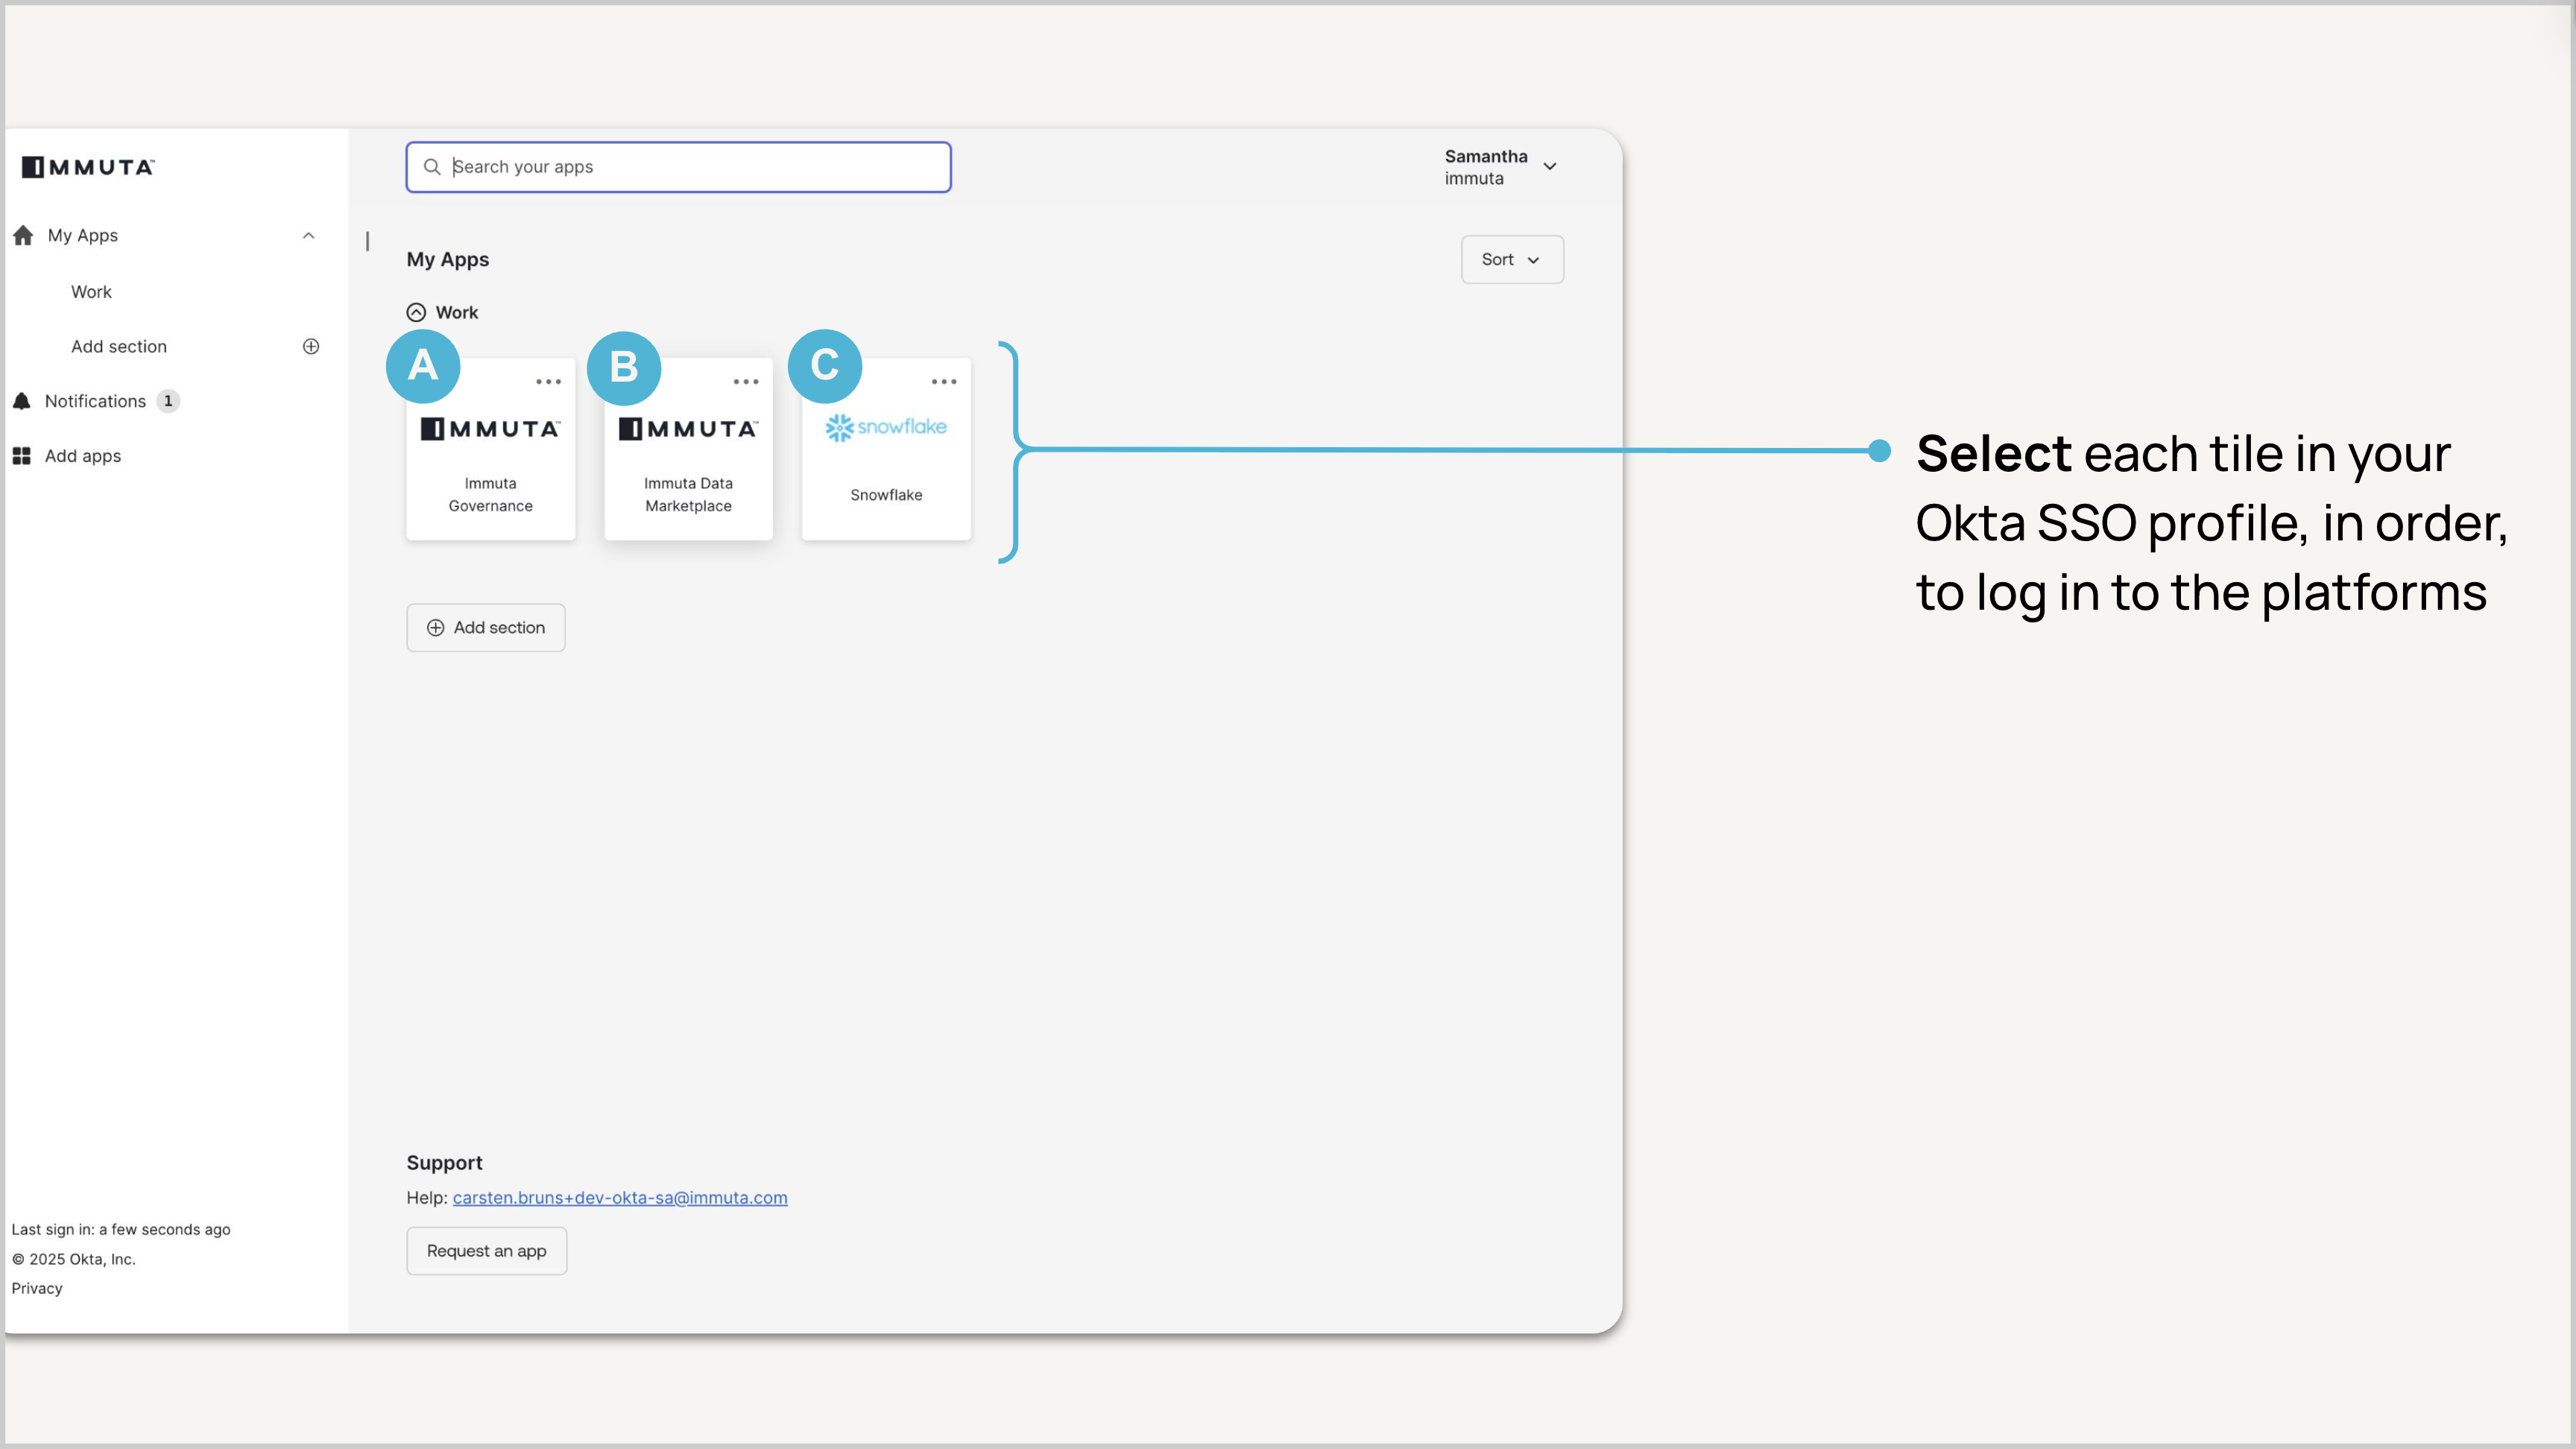 IMMUTA™
My Apps
Work
Add section
Notifications 1
Add apps
Last sign in: a few seconds ago
© 2025 Okta, Inc.
Privacy
Search your apps
Samantha
immuta
My Apps
Sort
Work
A
IMMUTA™
Immuta
Governance
B
IMMUTA™
Immuta Data
Marketplace
C
snowflake
Snowflake
Add section
Support
Help: carsten.bruns+dev-okta-sa@immuta.com
Request an app
Select each tile in your
Okta SSO profile, in order,
to log in to the platforms